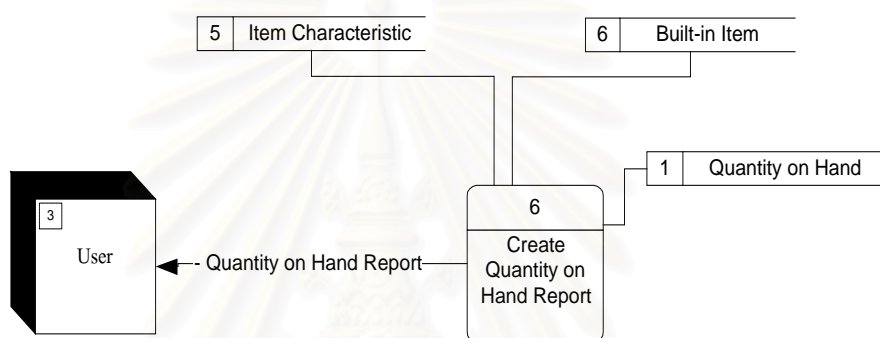 5 Item Characteristic
6 Built-in Item
1 Quantity on Hand
6
Create
Quantity on
Hand Report
3
User
- Quantity on Hand Report